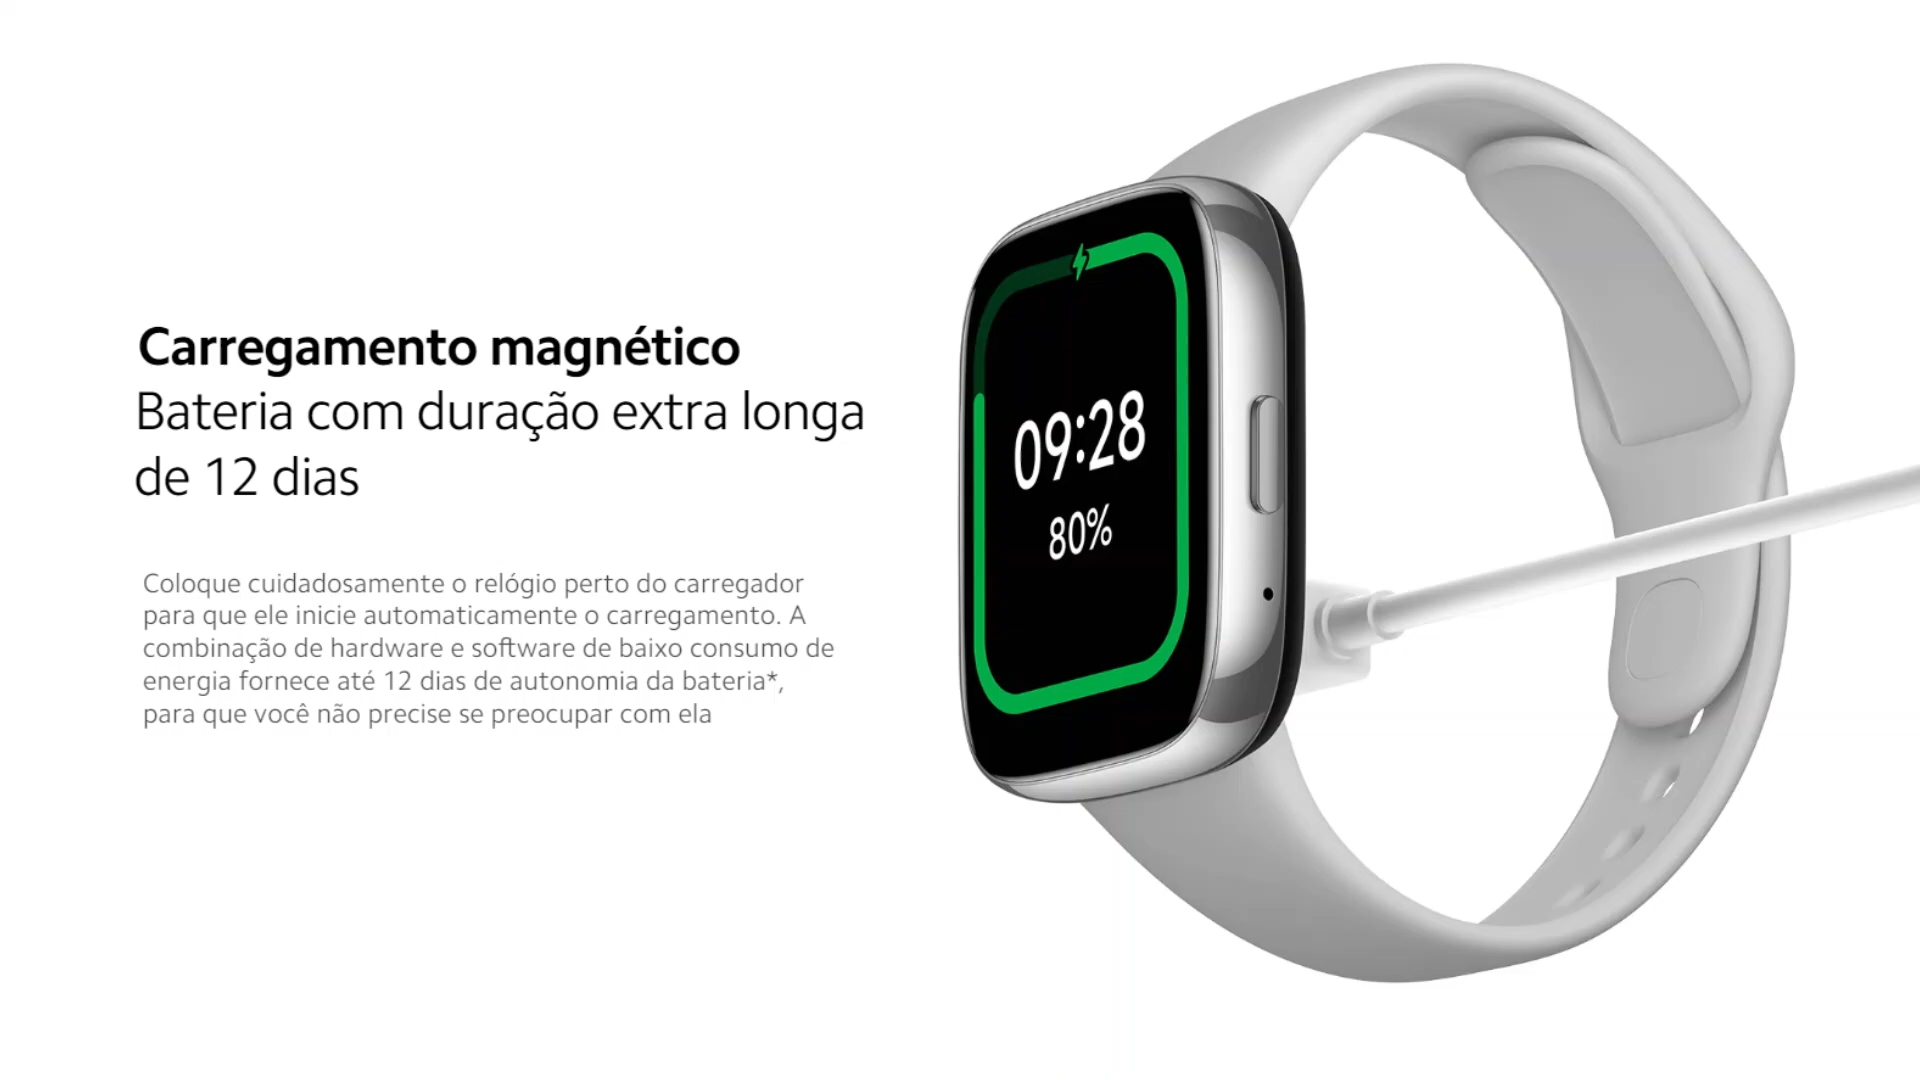 Carregamento magnético
Bateria com duração extra longa
de 12 dias
Coloque cuidadosamente o relógio perto do carregador
para que ele inicie automaticamente o carregamento. A
combinação de hardware e software de baixo consumo de
energia fornece até 12 dias de autonomia da bateria*,
para que você não precise se preocupar com ela
09:28
80%